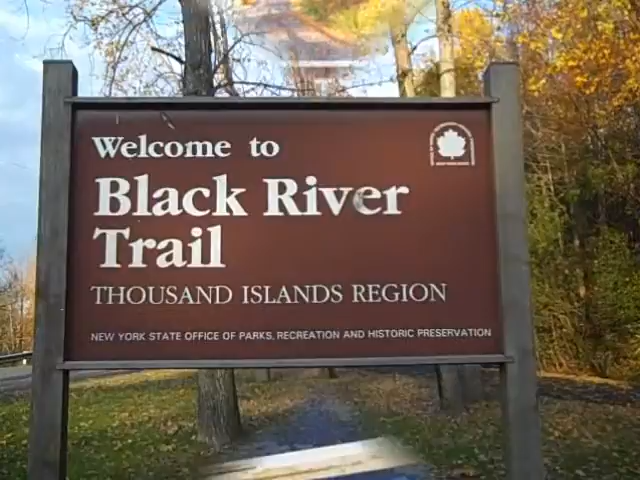 Welcome to
Black River
Trail
THOUSAND ISLANDS REGION
NEW YORK STATE OFFICE OF PARKS, RECREATION AND HISTORIC PRESERVATION